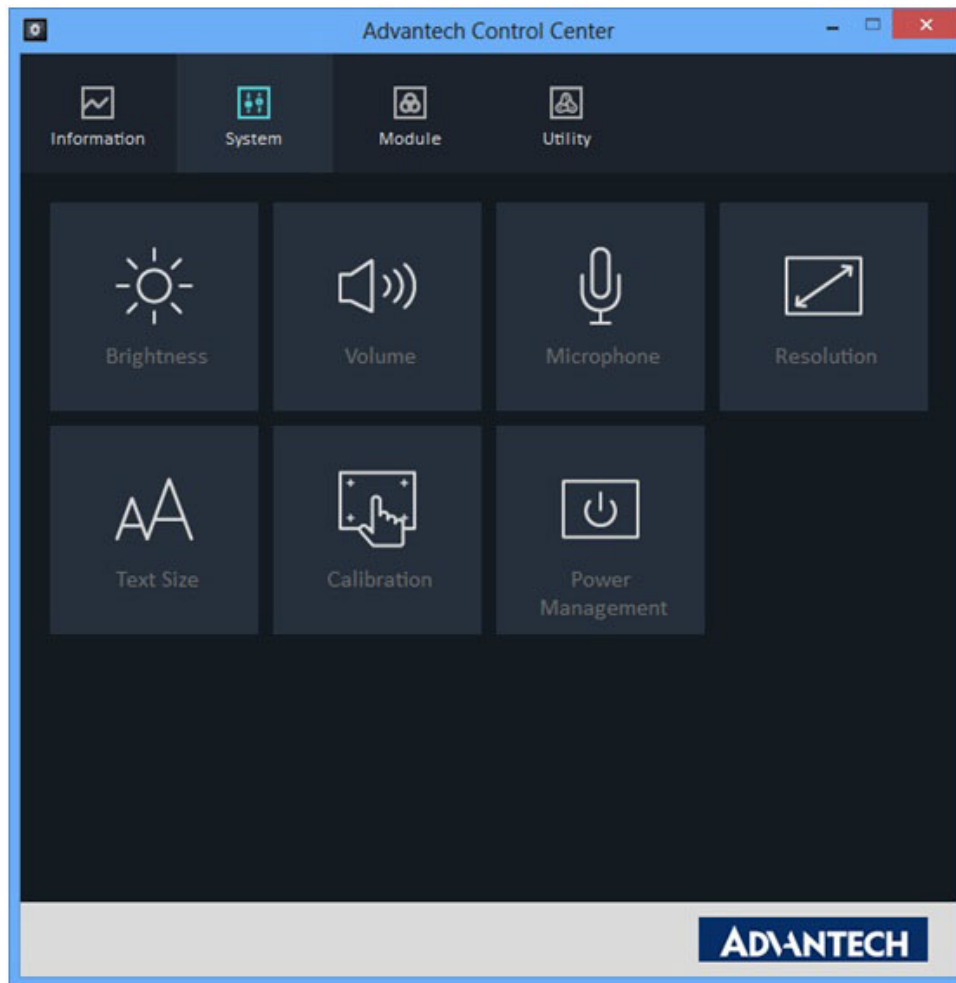 Advantech Control Center
Information
System
Module
Utility
Brightness
Volume
Microphone
Resolution
Text Size
Calibration
Power
Management
ADVANTECH